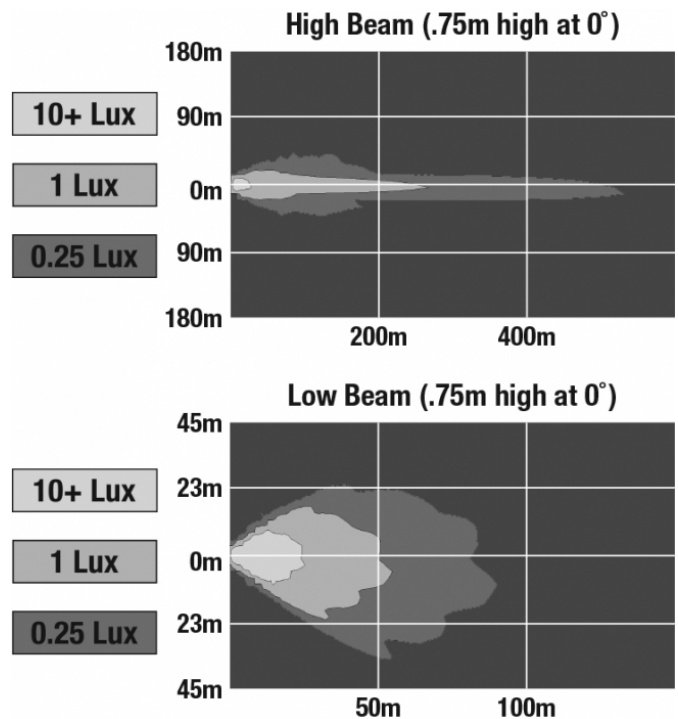 High Beam (.75m high at 0°)
180m
10+ Lux
90m
1 Lux
0m
0.25 Lux
90m
180m
200m 400m
Low Beam (.75m high at 0°)
45m
10+ Lux
23m
1 Lux
0m
0.25 Lux
23m
45m
50m 100m